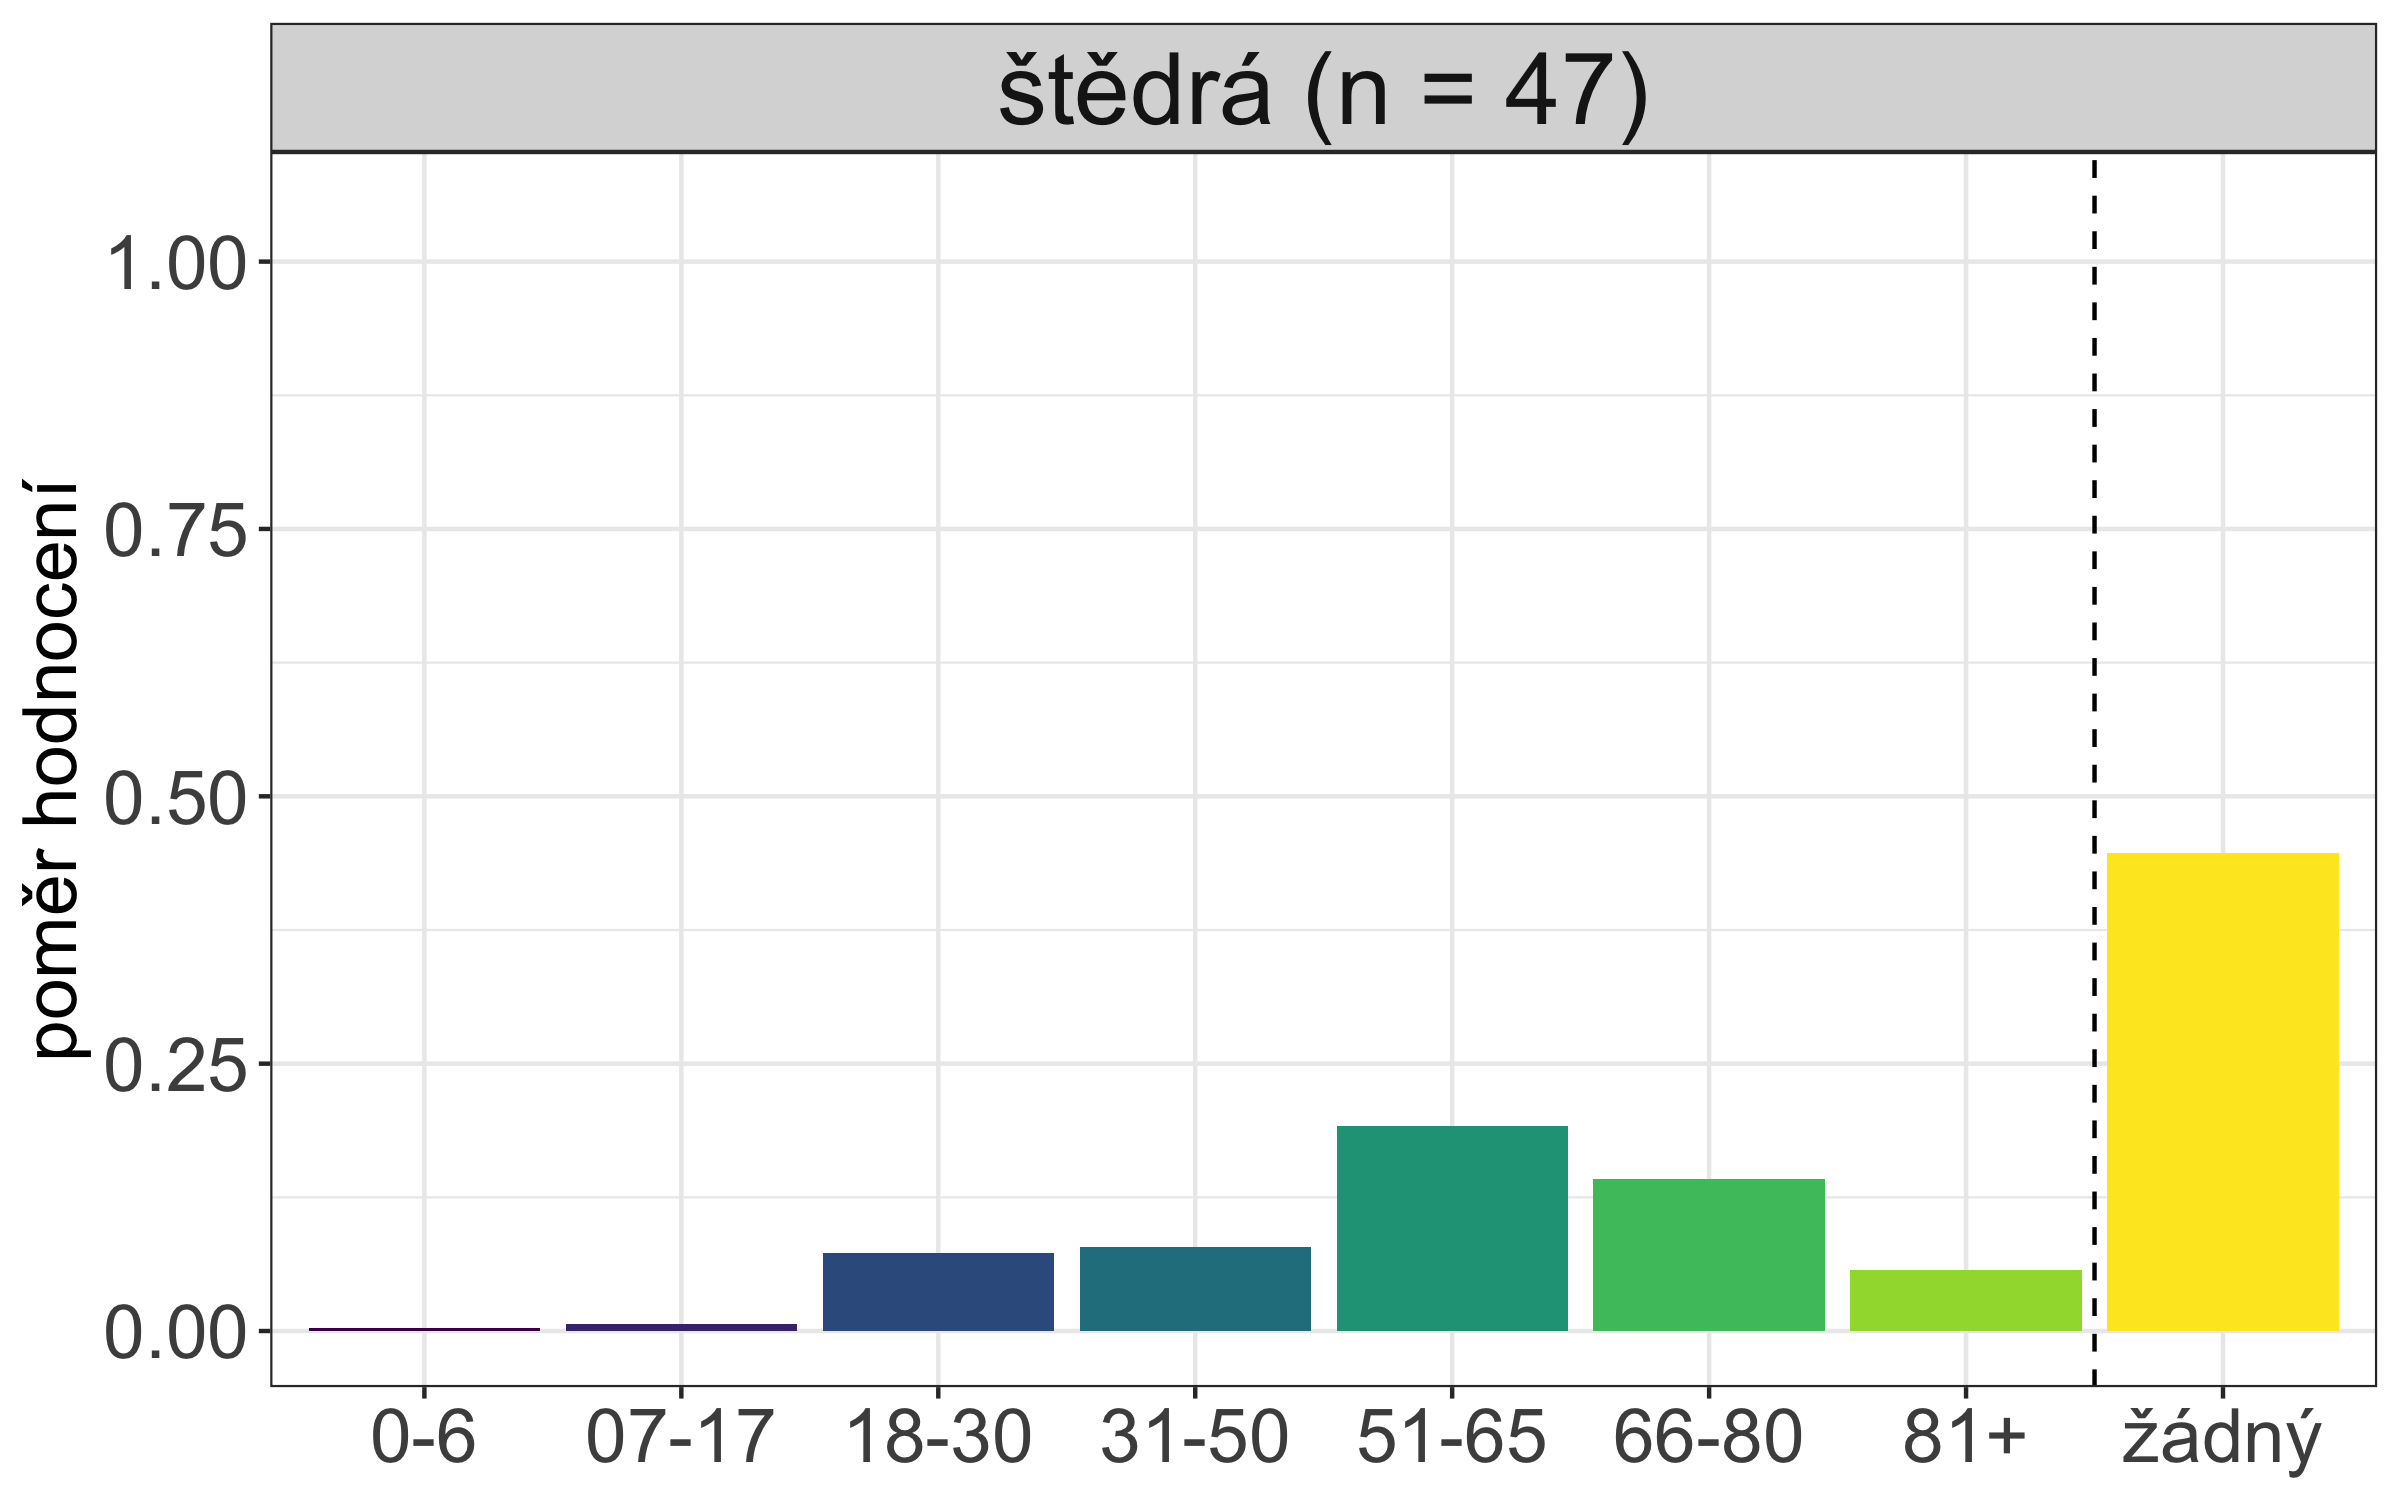 štědrá (n = 47)
poměr hodnocení
1.00
0.75
0.50
0.25
0.00
0-6 07-17 18-30 31-50 51-65 66-80 81+ žádný